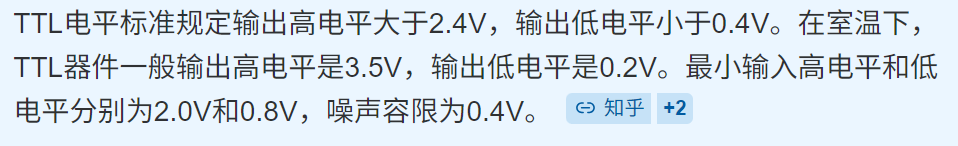 TTL电平标准规定输出高电平大于2.4V，输出低电平小于0.4V。在室温下，
TTL器件一般输出高电平是3.5V，输出低电平是0.2V。最小输入高电平和低
电平分别为2.0V和0.8V，噪声容限为0.4V。 知乎 +2